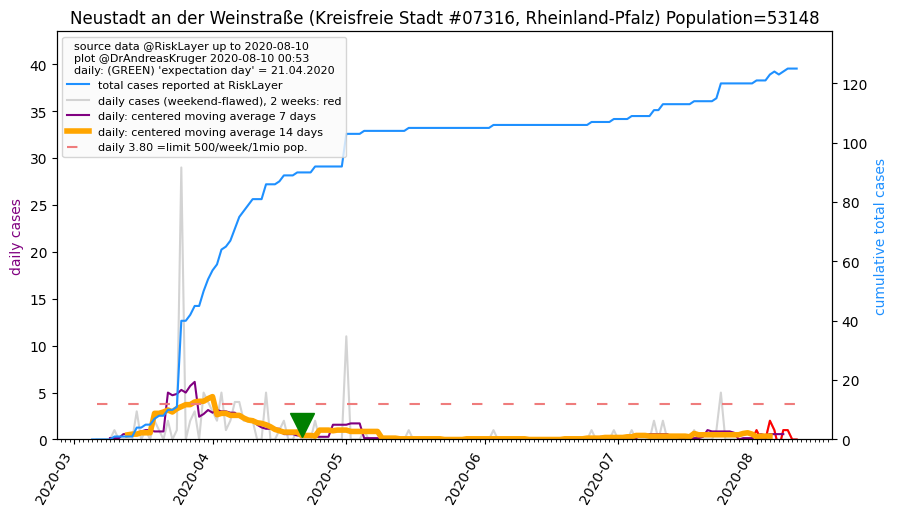 Neustadt an der Weinstraße (Kreisfreie Stadt #07316, Rheinland-Pfalz) Population=53148
source data @RiskLayer up to 2020-08-10
plot @DrAndreasKruger 2020-08-10 00:53
daily: (GREEN) 'expectation day' = 21.04.2020
total cases reported at RiskLayer
daily cases (weekend-flawed), 2 weeks: red
daily: centered moving average 7 days
daily: centered moving average 14 days
daily 3.80 =limit 500/week/1mio pop.
daily cases
40
35
30
25
20
15
10
5
0
cumulative total cases
120
100
80
60
40
20
0
2020-03
2020-04
2020-05
2020-06
2020-07
2020-08